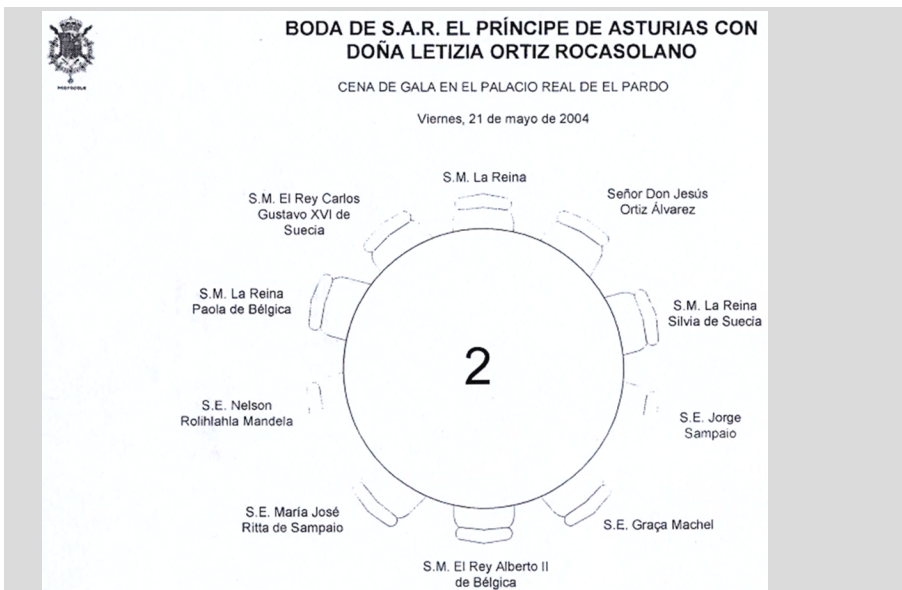 BODA DE S.A.R. EL PRÍNCIPE DE ASTURIAS CON
DOÑA LETIZIA ORTIZ ROCASOLANO
CENA DE GALA EN EL PALACIO REAL DE EL PARDO
Viernes, 21 de mayo de 2004
S.M. La Reina
S.M. El Rey Carlos
Gustavo XVI de
Suecia
Señor Don Jesús
Ortiz Álvarez
S.M. La Reina
Paola de Bélgica
S.M. La Reina
Silvia de Suecia
2
S.E. Nelson
Rolihlahla Mandela
S.E. Jorge
Sampaio
S.E. María José
Ritta de Sampaio
S.E. Graça Machel
S.M. El Rey Alberto II
de Bélgica